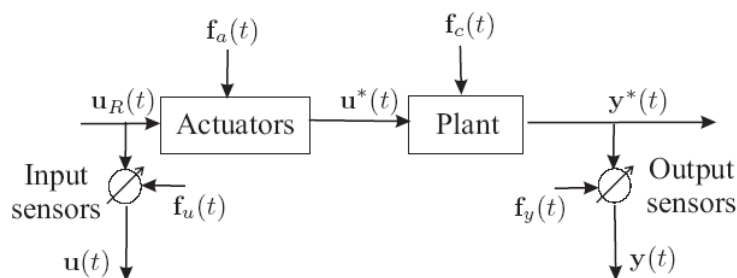 f_a(t)
f_c(t)
u_R(t)
u*(t)
y*(t)
Actuators
Plant
Input
sensors
f_u(t)
f_y(t)
Output
sensors
u(t)
y(t)